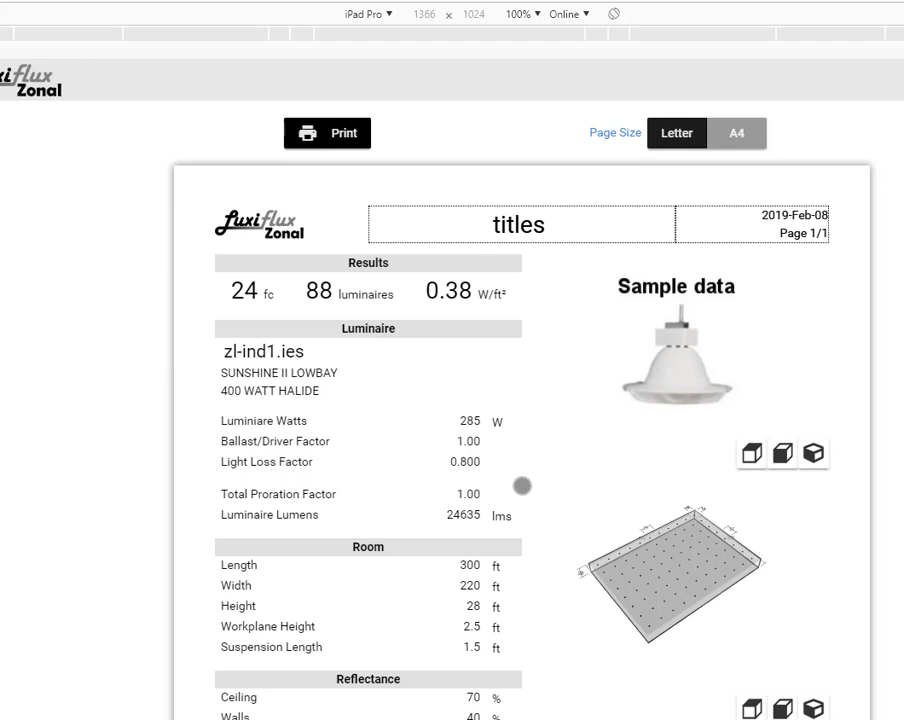 iPad Pro ▼ 1366 x 1024 100% ▼ Online ▼
xiflux
Zonal
Print Page Size Letter A4
Luxiflux
Zonal
titles
2019-Feb-08
Page 1/1
Results
24 fc 88 luminaires 0.38 W/ft²
Sample data
Luminaire
zl-ind1.ies
SUNSHINE II LOWBAY
400 WATT HALIDE
Luminiare Watts 285 W
Ballast/Driver Factor 1.00
Light Loss Factor 0.800
Total Proration Factor 1.00
Luminaire Lumens 24635 lms
Room
Length 300 ft
Width 220 ft
Height 28 ft
Workplane Height 2.5 ft
Suspension Length 1.5 ft
Reflectance
Ceiling 70 %
Walls 40 %